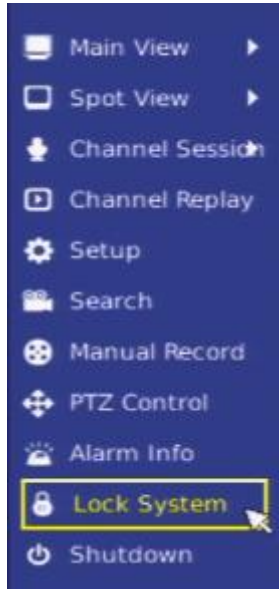 Main View
Spot View
Channel Session
Channel Replay
Setup
Search
Manual Record
PTZ Control
Alarm Info
Lock System
Shutdown